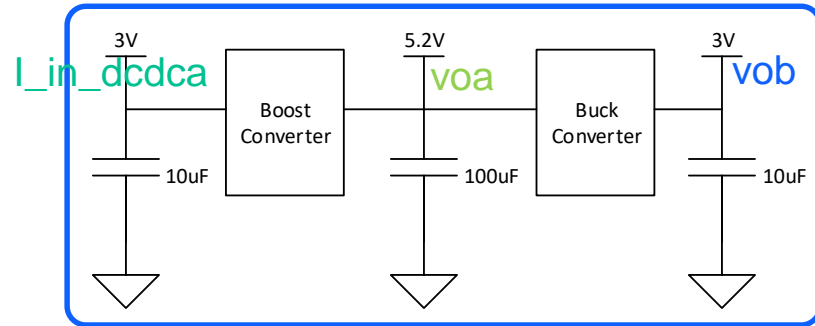 3V
I_in_dcdca
10uF
Boost
Converter
5.2V
voa
100uF
Buck
Converter
3V
vob
10uF